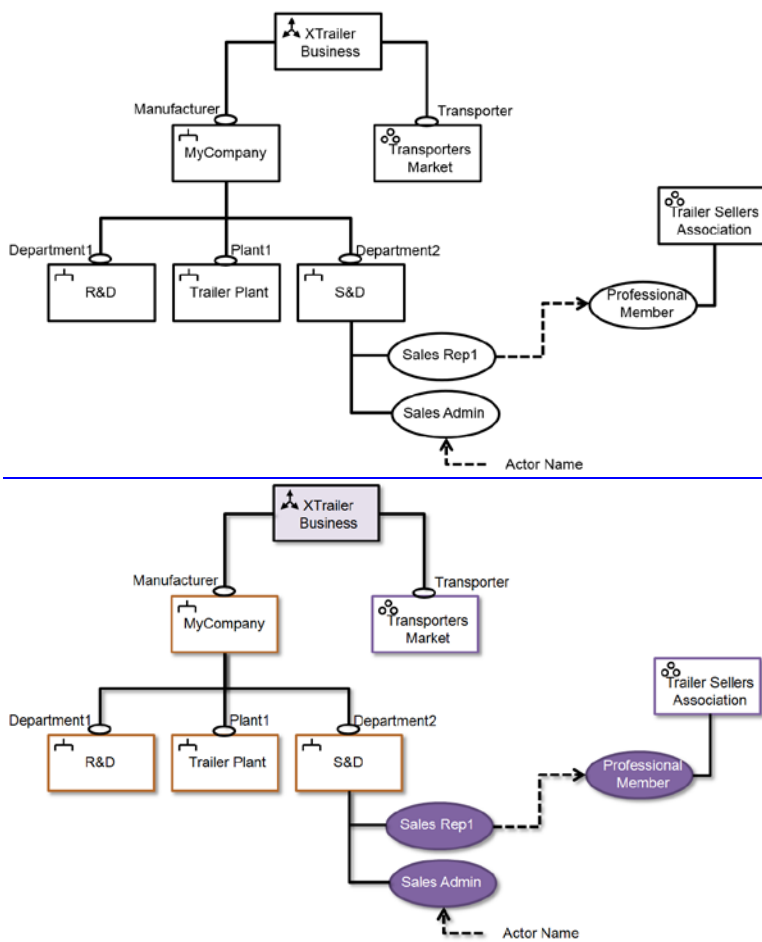 XTrailer
Business
Manufacturer
Transporter
MyCompany
Transporters
Market
Trailer Sellers
Association
Department1
Plant1
Department2
R&D
Trailer Plant
S&D
Professional
Member
Sales Rep1
Sales Admin
Actor Name
XTrailer
Business
Manufacturer
Transporter
MyCompany
Transporters
Market
Trailer Sellers
Association
Department1
Plant1
Department2
R&D
Trailer Plant
S&D
Professional
Member
Sales Rep1
Sales Admin
Actor Name